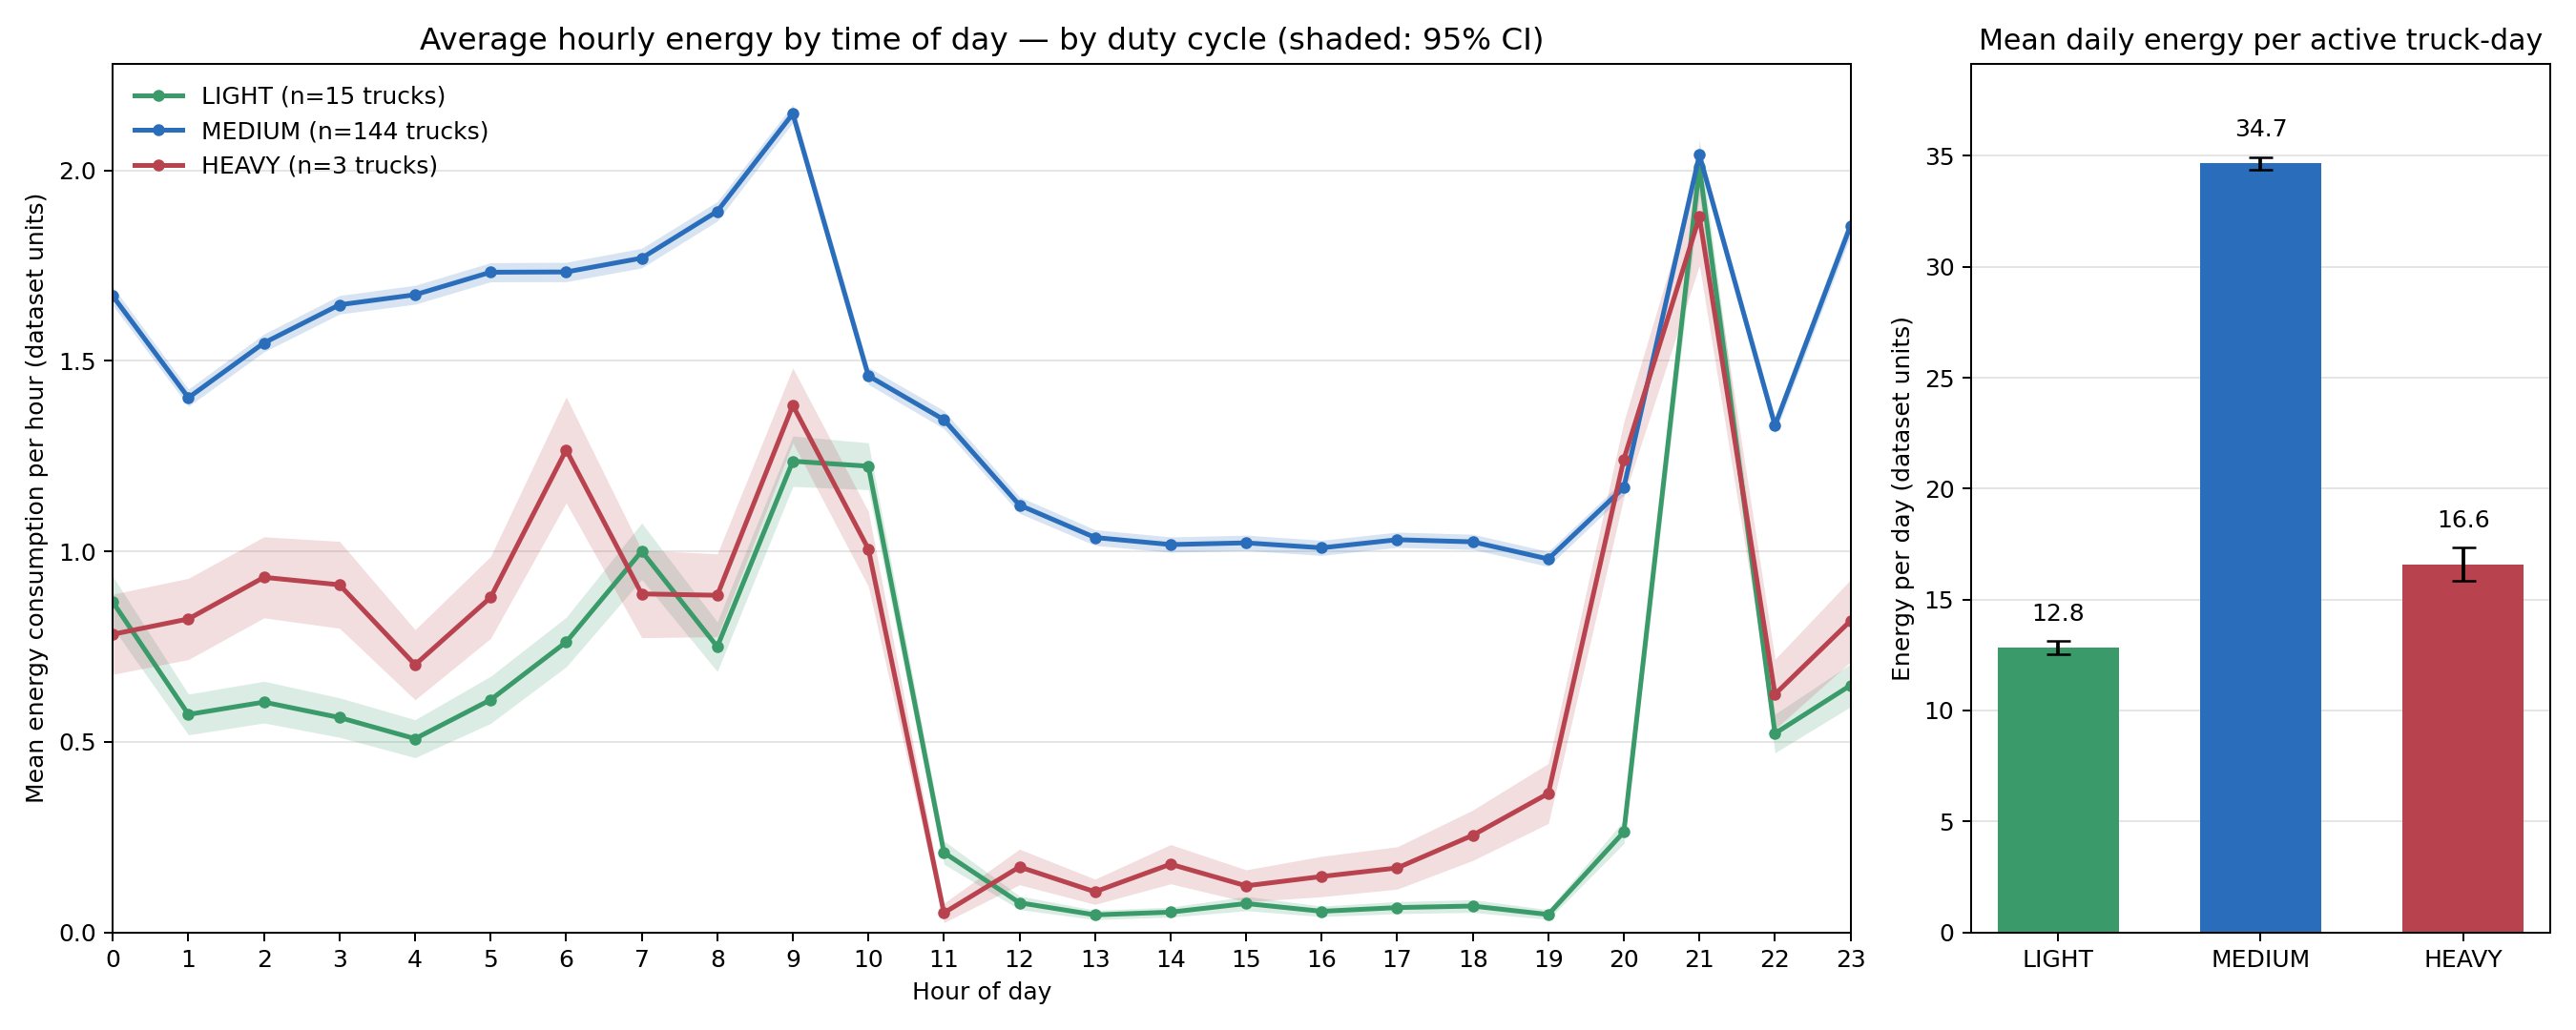 Average hourly energy by time of day — by duty cycle (shaded: 95% CI)
Mean energy consumption per hour (dataset units)
2.0
1.5
1.0
0.5
0.0
LIGHT (n=15 trucks)
MEDIUM (n=144 trucks)
HEAVY (n=3 trucks)
0 1 2 3 4 5 6 7 8 9 10 11 12 13 14 15 16 17 18 19 20 21 22 23
Hour of day
Mean daily energy per active truck-day
Energy per day (dataset units)
35
30
25
20
15
10
5
0
12.8
34.7
16.6
LIGHT MEDIUM HEAVY